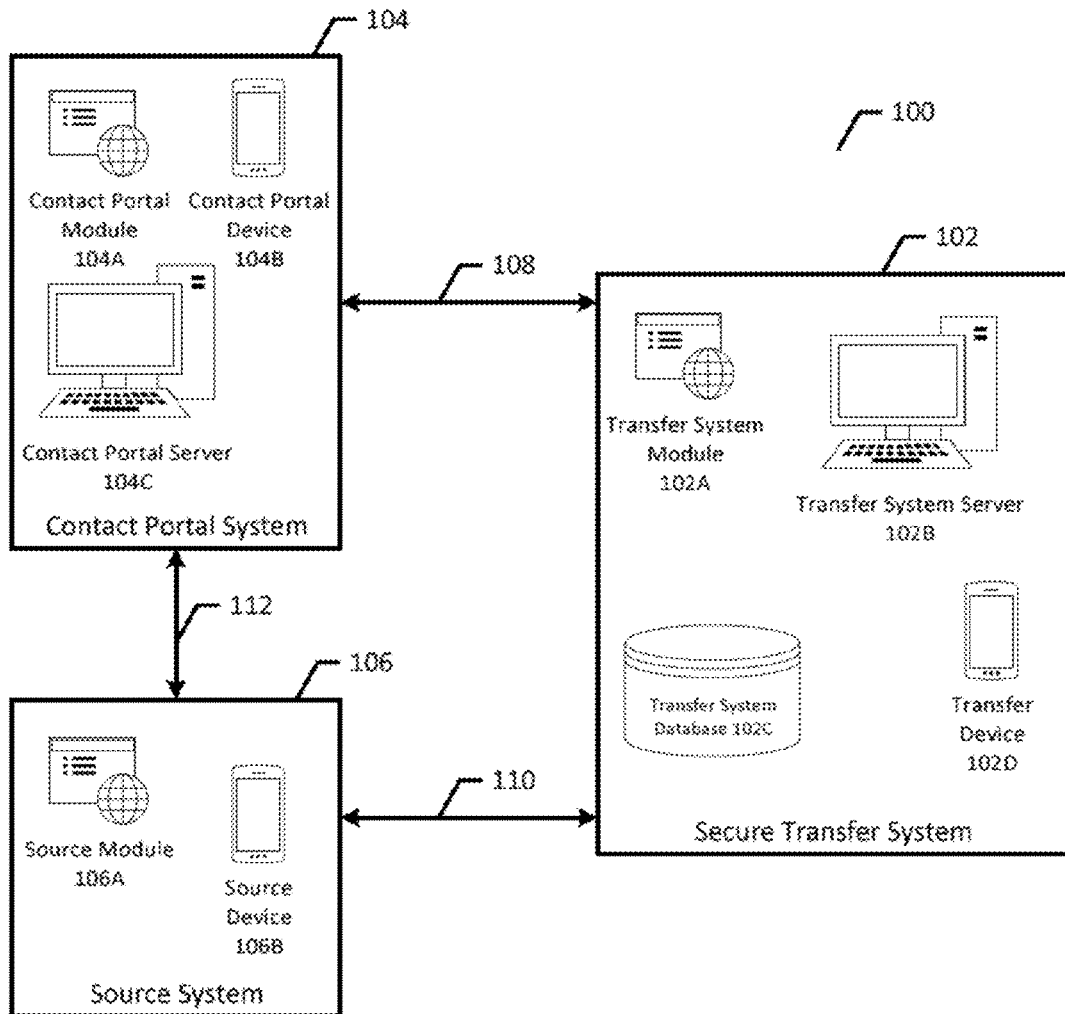 104
100
Contact Portal
Module
104A
Contact Portal
Device
104B
Contact Portal Server
104C
Contact Portal System
108
102
Transfer System
Module
102A
Transfer System Server
102B
Transfer System
Database 102C
Transfer
Device
102D
Secure Transfer System
112
106
Source Module
106A
Source
Device
106B
Source System
110